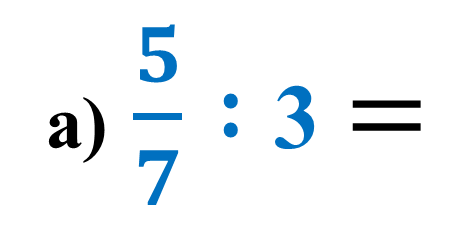 a) 5/7 : 3 =